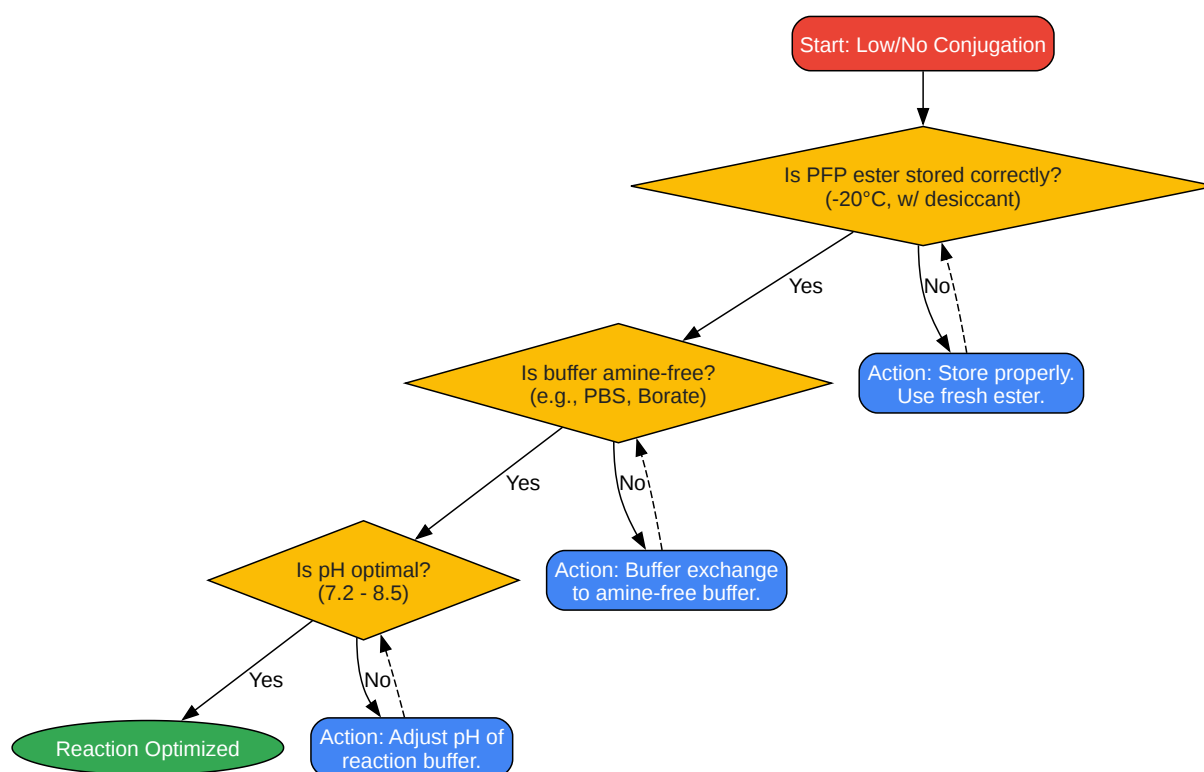 Start: Low/No Conjugation
Is PFP ester stored correctly?
(-20°C, w/ desiccant)
Yes
No
Is buffer amine-free?
(e.g., PBS, Borate)
Action: Store properly.
Use fresh ester.
Yes
No
Is pH optimal?
(7.2 - 8.5)
Action: Buffer exchange
to amine-free buffer.
Yes
No
Reaction Optimized
Action: Adjust pH of
reaction buffer.